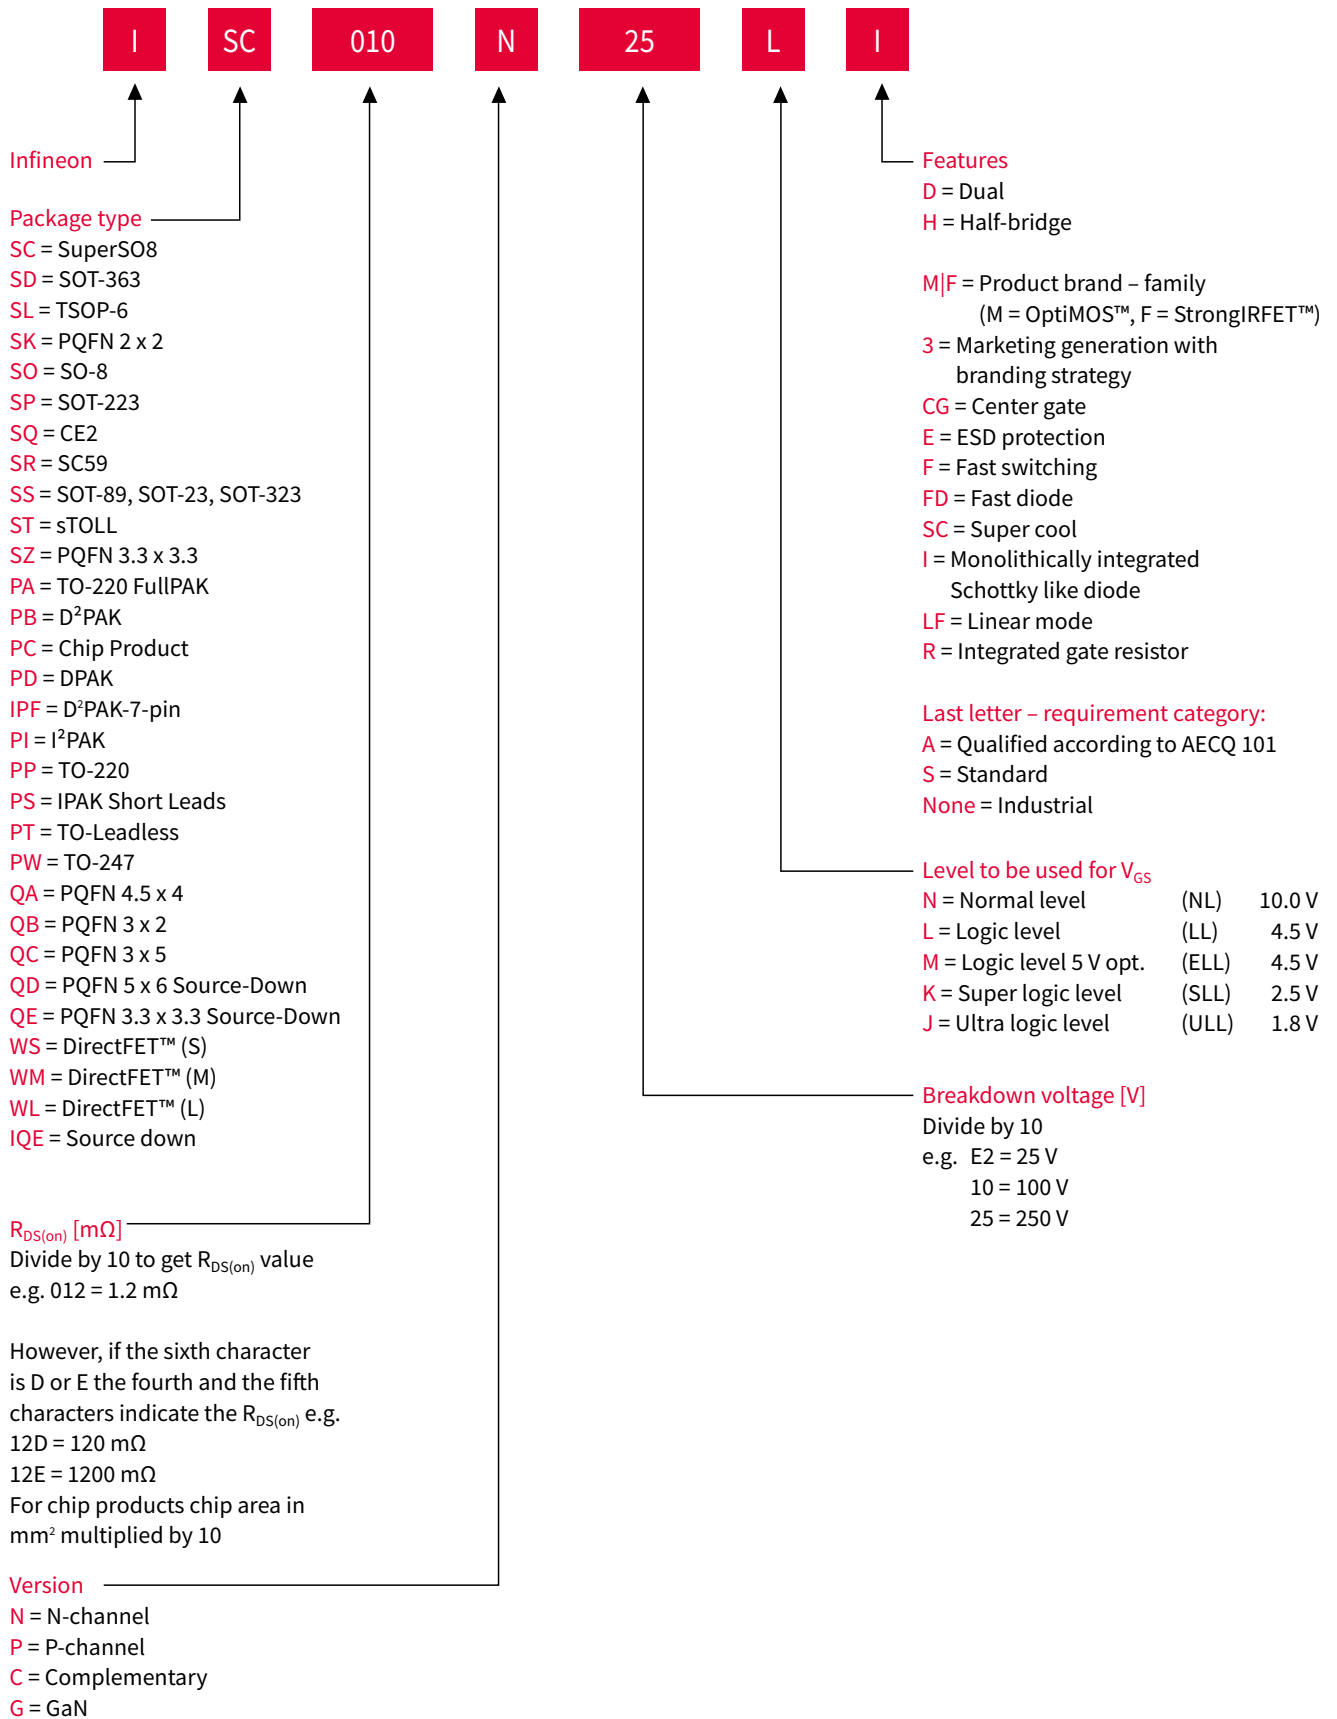 I SC 010 N 25 L I
Infineon
Package type
SC = SuperSO8
SD = SOT-363
SL = TSOP-6
SK = PQFN 2 x 2
SO = SO-8
SP = SOT-223
SQ = CE2
SR = SC59
SS = SOT-89, SOT-23, SOT-323
ST = sTOLL
SZ = PQFN 3.3 x 3.3
PA = TO-220 FullPAK
PB = D²PAK
PC = Chip Product
PD = DPAK
IPF = D²PAK-7-pin
PI = I²PAK
PP = TO-220
PS = IPAK Short Leads
PT = TO-Leadless
PW = TO-247
QA = PQFN 4.5 x 4
QB = PQFN 3 x 2
QC = PQFN 3 x 5
QD = PQFN 5 x 6 Source-Down
QE = PQFN 3.3 x 3.3 Source-Down
WS = DirectFET™ (S)
WM = DirectFET™ (M)
WL = DirectFET™ (L)
IQE = Source down
RDS(on) [mΩ]
Divide by 10 to get RDS(on) value
e.g. 012 = 1.2 mΩ
However, if the sixth character
is D or E the fourth and the fifth
characters indicate the RDS(on) e.g.
12D = 120 mΩ
12E = 1200 mΩ
For chip products chip area in
mm² multiplied by 10
Version
N = N-channel
P = P-channel
C = Complementary
G = GaN
Features
D = Dual
H = Half-bridge
M|F = Product brand – family
(M = OptiMOS™, F = StrongIRFET™)
3 = Marketing generation with
branding strategy
CG = Center gate
E = ESD protection
F = Fast switching
FD = Fast diode
SC = Super cool
I = Monolithically integrated
Schottky like diode
LF = Linear mode
R = Integrated gate resistor
Last letter – requirement category:
A = Qualified according to AECQ 101
S = Standard
None = Industrial
Level to be used for VGS
N = Normal level (NL) 10.0 V
L = Logic level (LL) 4.5 V
M = Logic level 5 V opt. (ELL) 4.5 V
K = Super logic level (SLL) 2.5 V
J = Ultra logic level (ULL) 1.8 V
Breakdown voltage [V]
Divide by 10
e.g. E2 = 25 V
10 = 100 V
25 = 250 V